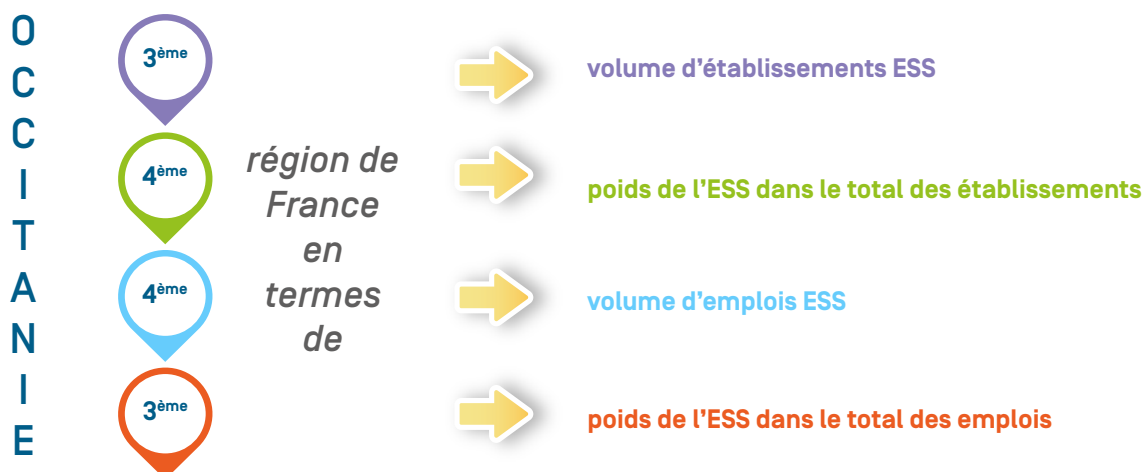 OCCITANIE
3ème
volume d'établissements ESS
4ème
région de
France
en
termes
de
poids de l'ESS dans le total des établissements
4ème
volume d'emplois ESS
3ème
poids de l'ESS dans le total des emplois